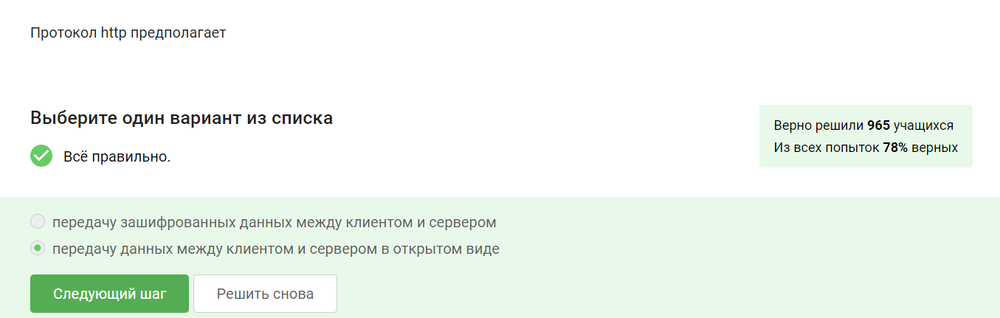 Протокол http предполагает
Выберите один вариант из списка
Верно решили 965 учащихся
Из всех попыток 78% верных
Всё правильно.
передачу зашифрованных данных между клиентом и сервером
передачу данных между клиентом и сервером в открытом виде
Следующий шаг
Решить снова